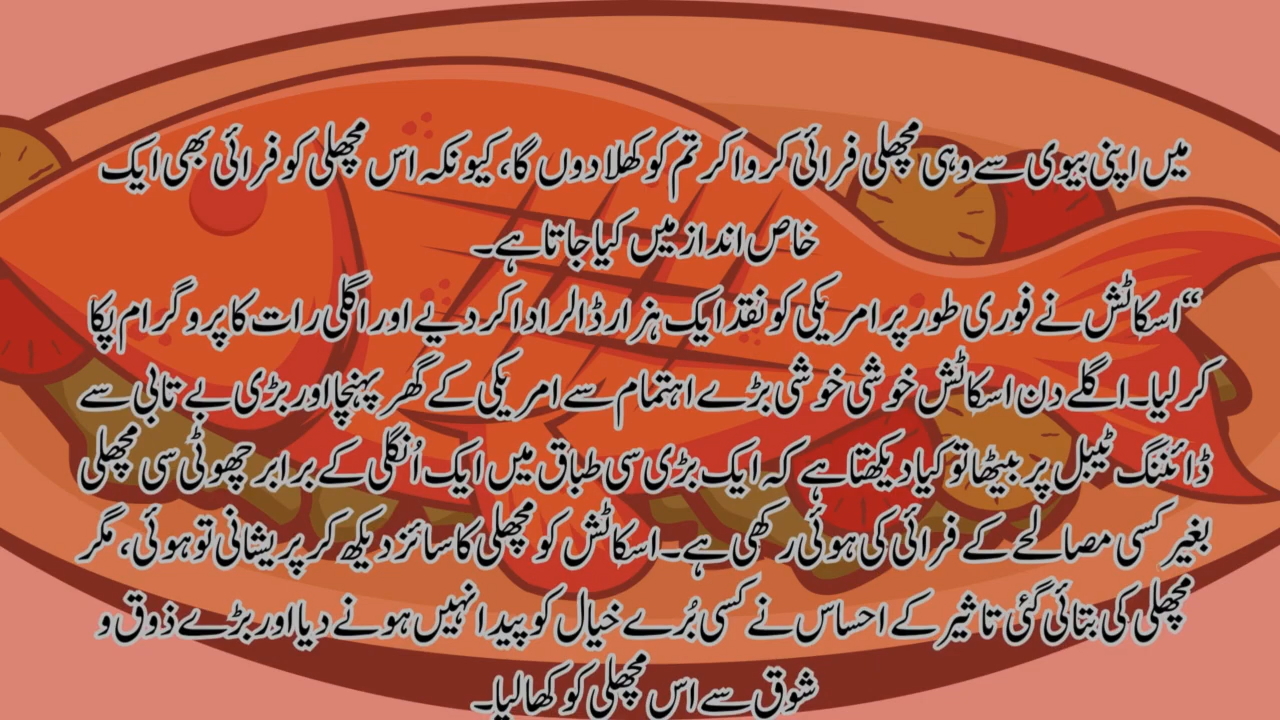 میں اپنی بیوی سے وہی مچھلی فرائی کروا کر تم کو کھلا دوں گا، کیونکہ اس مچھلی کو فرائی بھی ایک
خاص انداز میں کیا جاتا ہے۔
“اسکاٹش نے فوری طور پر امریکی کو نقد ایک ہزار ڈالر ادا کر دیے اور اگلی رات کا پروگرام پکا
کر لیا۔ اگلے دن اسکاٹش خوشی خوشی بڑے اہتمام سے امریکی کے گھر پہنچا اور بڑی بے تابی سے
ڈائننگ ٹیبل پر بیٹھا تو کیا دیکھتا ہے کہ ایک بڑی سی طباق میں ایک اُنگلی کے برابر چھوٹی سی مچھلی
بغیر کسی مصالحے کے فرائی کی ہوئی رکھی ہے۔ اسکاٹش کو مچھلی کا سائز دیکھ کر پریشانی تو ہوئی، مگر
مچھلی کی بتائی گئی تاثیر کے احساس نے کسی بُرے خیال کو پیدا نہیں ہونے دیا اور بڑے ذوق و
شوق سے اس مچھلی کو کھا لیا۔